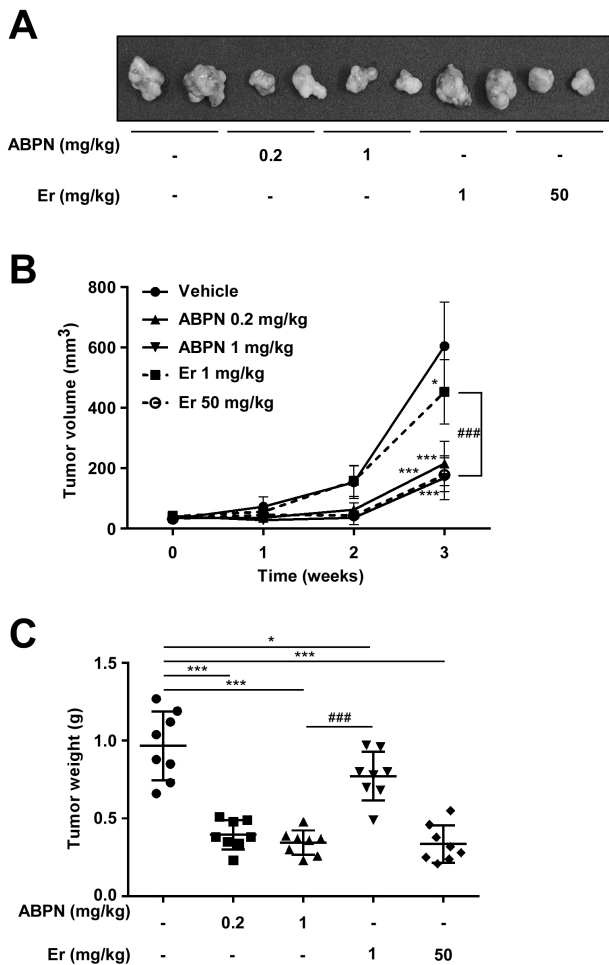 A
ABPN (mg/kg) - 0.2 1 - -
Er (mg/kg) - - - 1 50
B
Tumor volume (mm³)
800
600
400
200
0
Vehicle
ABPN 0.2 mg/kg
ABPN 1 mg/kg
Er 1 mg/kg
Er 50 mg/kg
*
###
***
***
***
0 1 2 3
Time (weeks)
C
Tumor weight (g)
1.5
1.0
0.5
0.0
*
***
***
***
###
ABPN (mg/kg) - 0.2 1 - -
Er (mg/kg) - - - 1 50